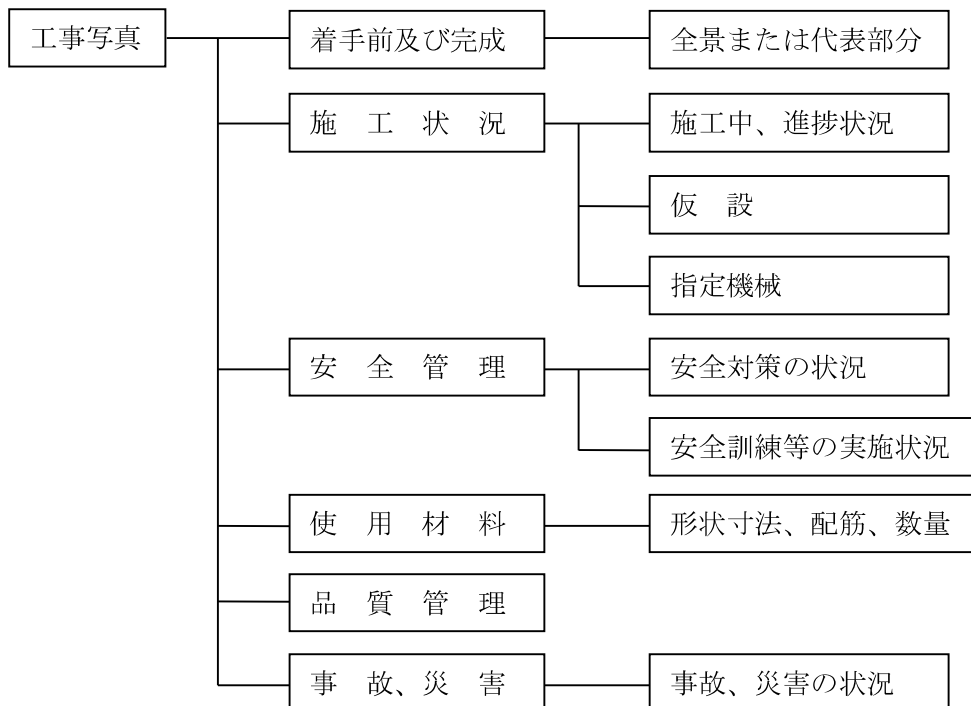 工事写真
着手前及び完成
全景または代表部分
施　工　状　況
施工中、進捗状況
仮　設
指定機械
安　全　管　理
安全対策の状況
安全訓練等の実施状況
使　用　材　料
形状寸法、配筋、数量
品　質　管　理
事　故、災　害
事故、災害の状況